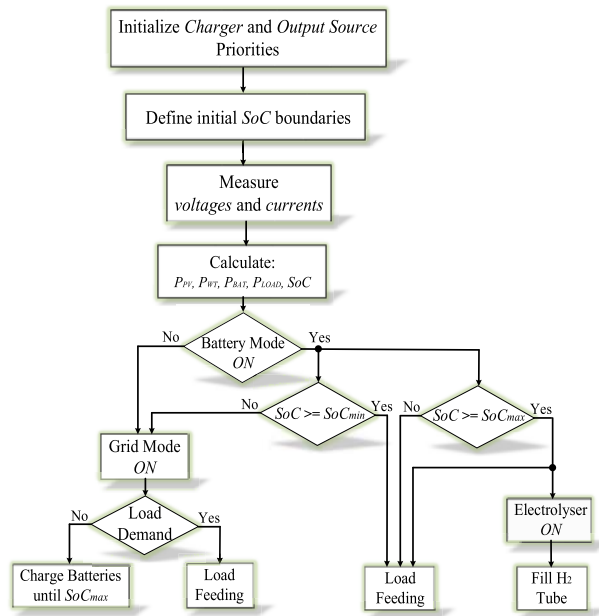 Initialize Charger and Output Source
Priorities
Define initial SoC boundaries
Measure
voltages and currents
Calculate:
PPV, PWT, PBAT, PLOAD, SoC
No
Yes
Battery Mode
ON
No
SoC >= SoCmin
Yes
No
SoC >= SoCmax
Yes
Grid Mode
ON
No
Load
Demand
Yes
Electrolyser
ON
Charge Batteries
until SoCmax
Load
Feeding
Load
Feeding
Fill H2
Tube